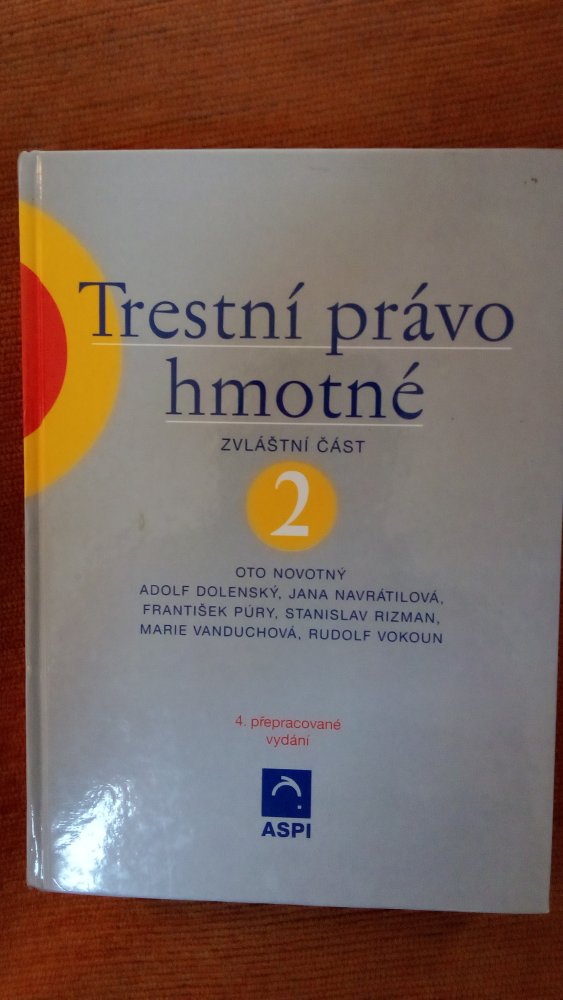 Trestní právo
hmotné
ZVLÁŠTNÍ ČÁST
2
OTO NOVOTNÝ
ADOLF DOLENSKÝ, JANA NAVRÁTILOVÁ,
FRANTIŠEK PÚRY, STANISLAV RIZMAN,
MARIE VANDUCHOVÁ, RUDOLF VOKOUN
4. přepracované
vydání
ASPI